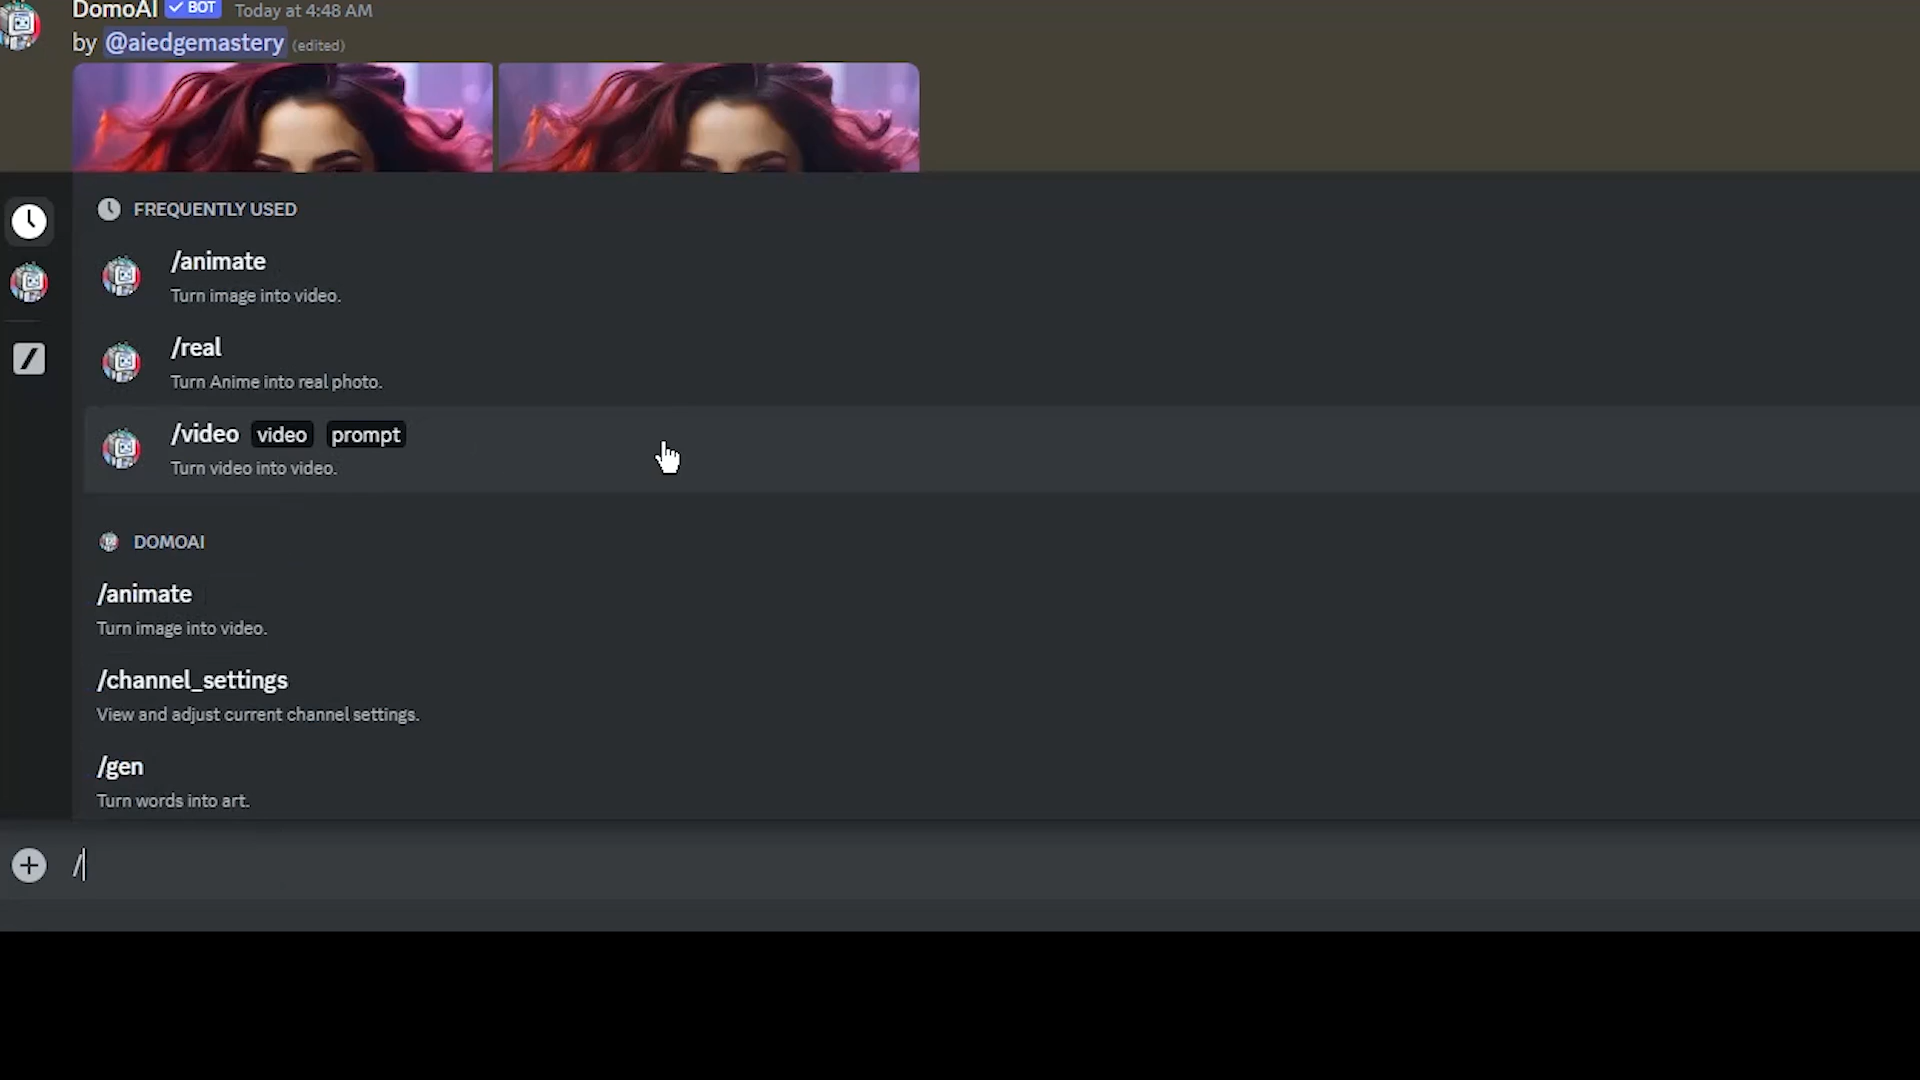 DomoAI ✓ BOT Today at 4:48 AM
by @aiedgemastery (edited)
FREQUENTLY USED
/animate
Turn image into video.
/real
Turn Anime into real photo.
/video video prompt
Turn video into video.
DOMOAI
/animate
Turn image into video.
/channel_settings
View and adjust current channel settings.
/gen
Turn words into art.
/